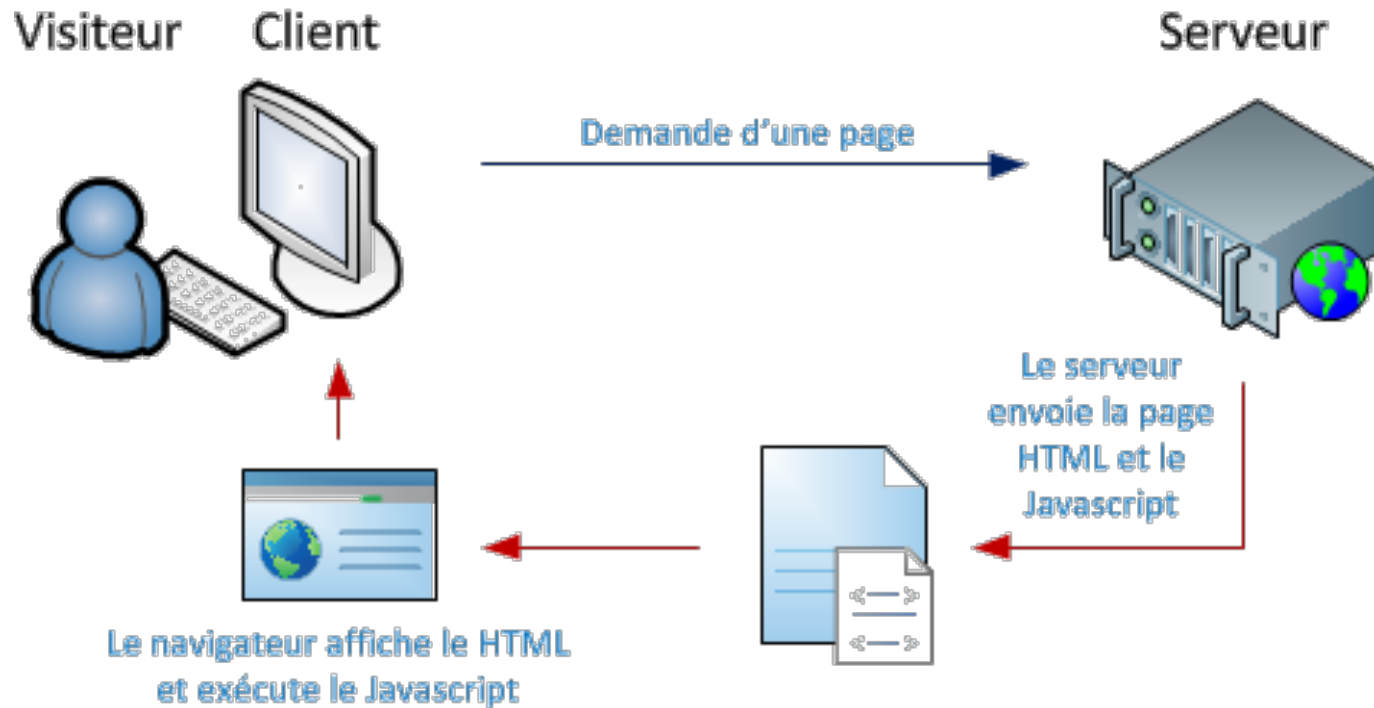 Visiteur
Client
Serveur
Demande d'une page
Le serveur
envoie la page
HTML et le
Javascript
Le navigateur affiche le HTML
et exécute le Javascript